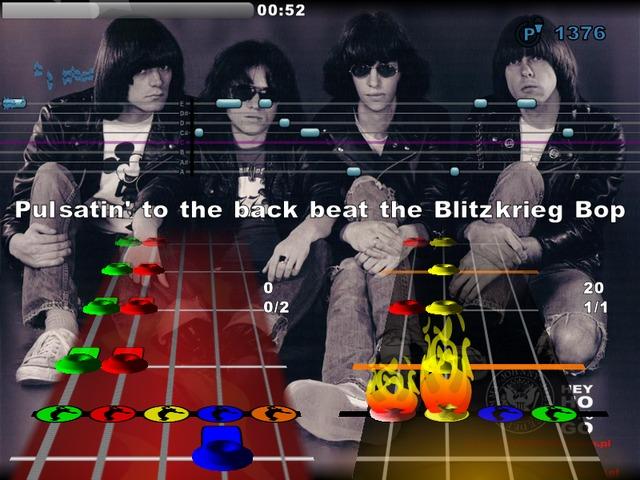 00:52
P 1376
Pulsatin' to the back beat the Blitzkrieg Bop
0
0/2
20
1/1
HEY
HO
GO